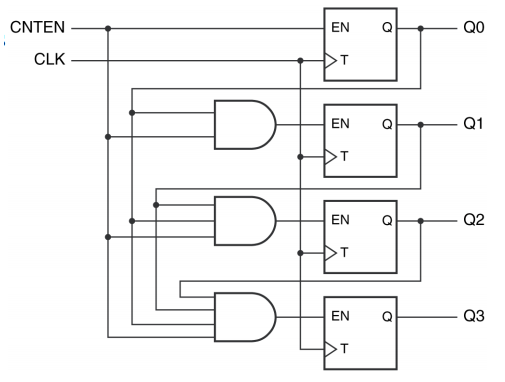 CNTEN EN Q Q0
CLK T
EN Q Q1
T
EN Q Q2
T
EN Q Q3
T